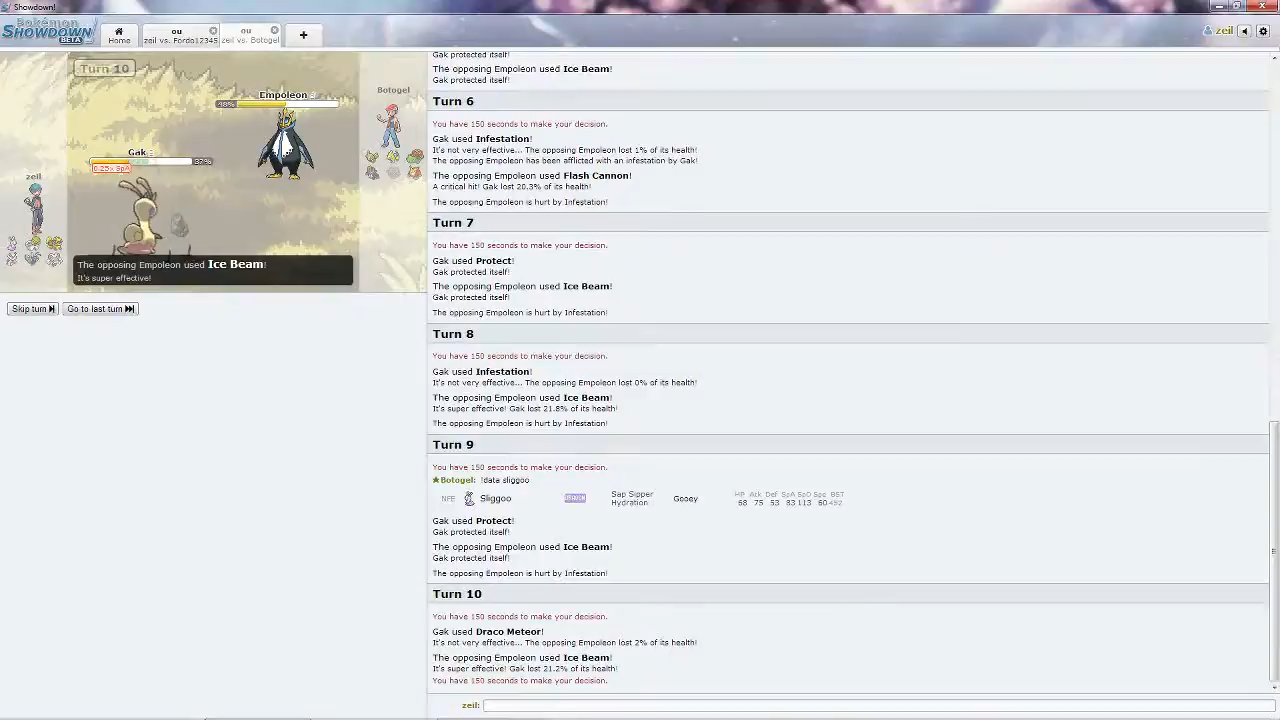 Showdown!
Pokémon
SHOWDOWN
BETA
Home
ou
zeil vs. Fordo12345
ou
zeil vs. Botogel
+
zeil
Turn 10
Empoleon
48%
Botogel
Gak
37%
0.25x SpA
zeil
The opposing Empoleon used Ice Beam!
It's super effective!
Skip turn
Go to last turn
Gak protected itself!
The opposing Empoleon used Ice Beam!
Gak protected itself!
Turn 6
You have 150 seconds to make your decision.
Gak used Infestation!
It's not very effective... The opposing Empoleon lost 1% of its health!
The opposing Empoleon has been afflicted with an infestation by Gak!
The opposing Empoleon used Flash Cannon!
A critical hit! Gak lost 20.3% of its health!
The opposing Empoleon is hurt by Infestation!
Turn 7
You have 150 seconds to make your decision.
Gak used Protect!
Gak protected itself!
The opposing Empoleon used Ice Beam!
Gak protected itself!
The opposing Empoleon is hurt by Infestation!
Turn 8
You have 150 seconds to make your decision.
Gak used Infestation!
It's not very effective... The opposing Empoleon lost 0% of its health!
The opposing Empoleon used Ice Beam!
It's super effective! Gak lost 21.8% of its health!
The opposing Empoleon is hurt by Infestation!
Turn 9
You have 150 seconds to make your decision.
★Botogel: !data sliggoo
NFE Sliggoo DRAGON Sap Sipper Hydration Gooey
HP Atk Def SpA SpD Spe BST
68 75 53 83 113 60 452
Gak used Protect!
Gak protected itself!
The opposing Empoleon used Ice Beam!
Gak protected itself!
The opposing Empoleon is hurt by Infestation!
Turn 10
You have 150 seconds to make your decision.
Gak used Draco Meteor!
It's not very effective... The opposing Empoleon lost 2% of its health!
The opposing Empoleon used Ice Beam!
It's super effective! Gak lost 21.2% of its health!
You have 150 seconds to make your decision.
zeil: